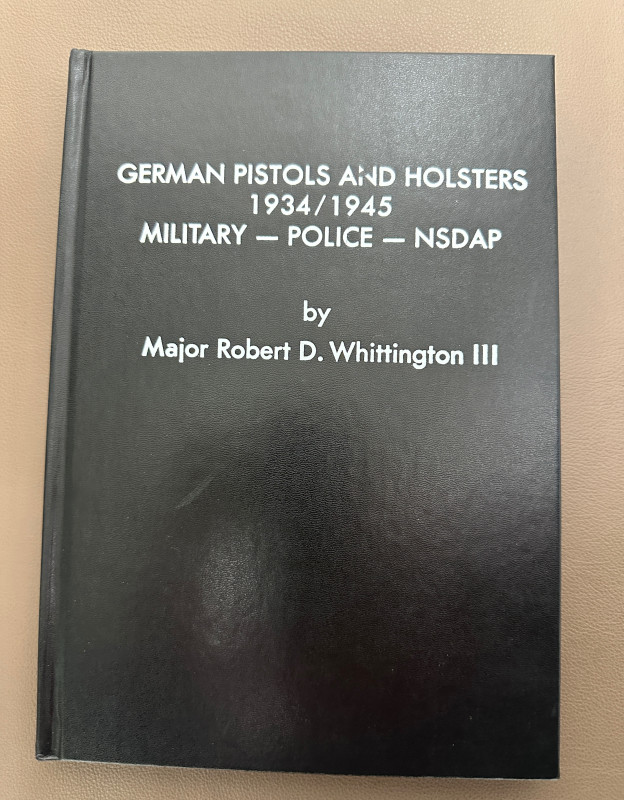 GERMAN PISTOLS AND HOLSTERS
1934/1945
MILITARY — POLICE — NSDAP
by
Major Robert D. Whittington III